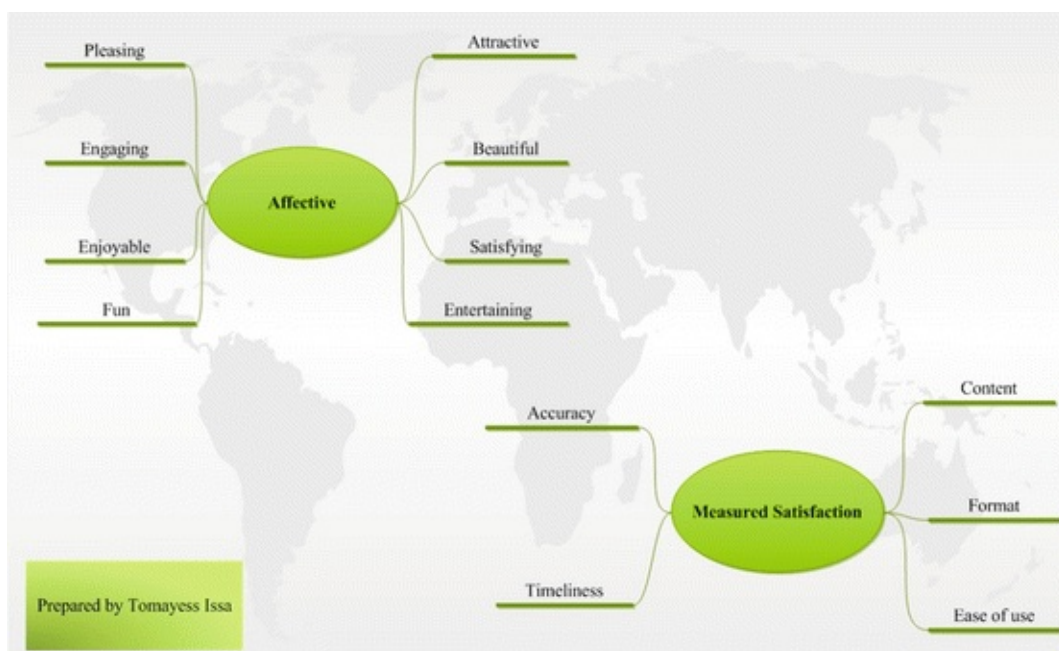 Pleasing
Engaging
Enjoyable
Fun
Affective
Attractive
Beautiful
Satisfying
Entertaining
Accuracy
Timeliness
Measured Satisfaction
Content
Format
Ease of use
Prepared by Tomayess Issa